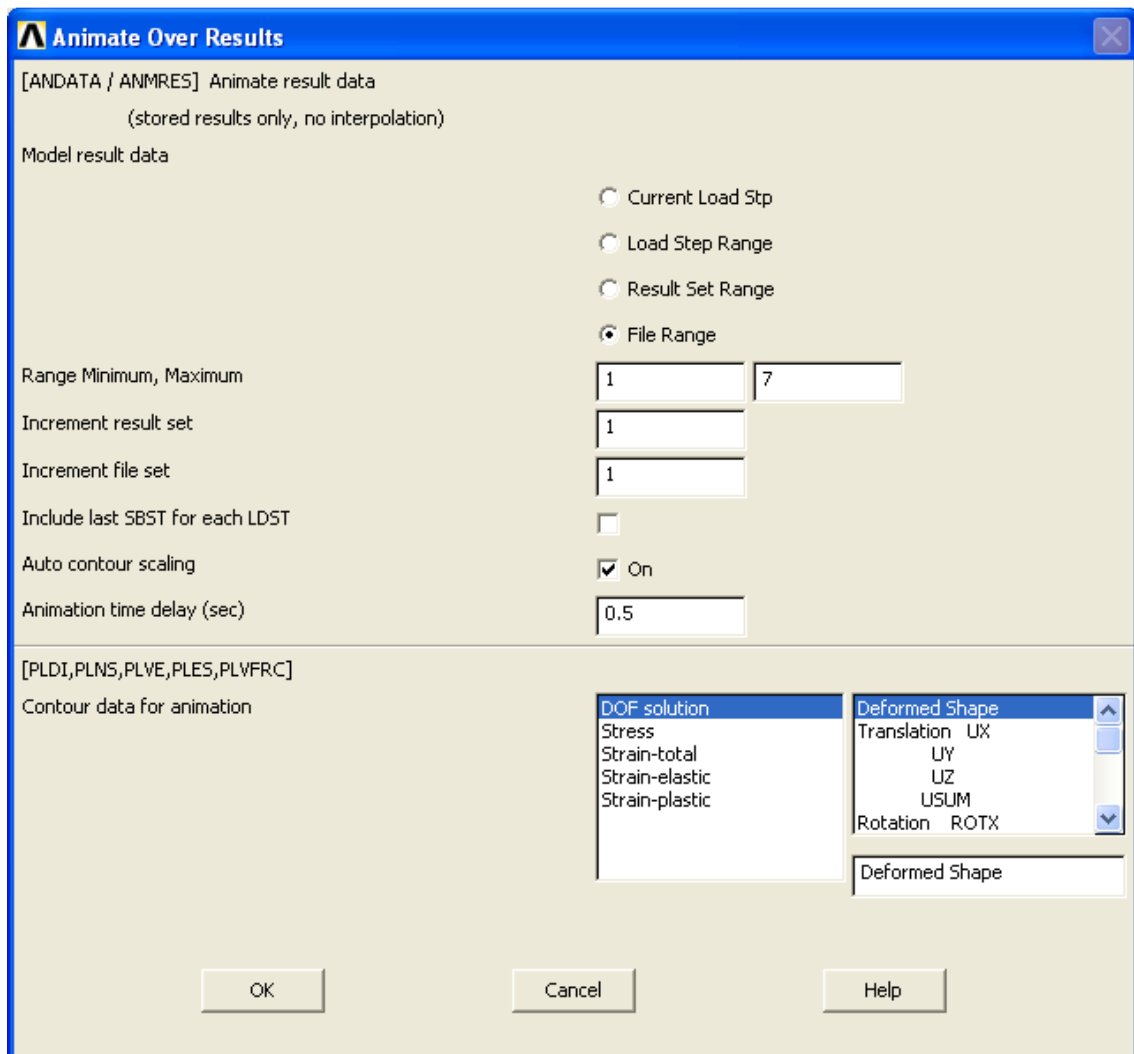 Animate Over Results
[ANDATA / ANMRES] Animate result data
(stored results only, no interpolation)
Model result data
Current Load Stp
Load Step Range
Result Set Range
File Range
Range Minimum, Maximum 1 7
Increment result set 1
Increment file set 1
Include last SBST for each LDST
Auto contour scaling On
Animation time delay (sec) 0.5
[PLDI,PLNS,PLVE,PLES,PLVFRC]
Contour data for animation
DOF solution
Stress
Strain-total
Strain-elastic
Strain-plastic
Deformed Shape
Translation UX
UY
UZ
USUM
Rotation ROTX
Deformed Shape
OK Cancel Help